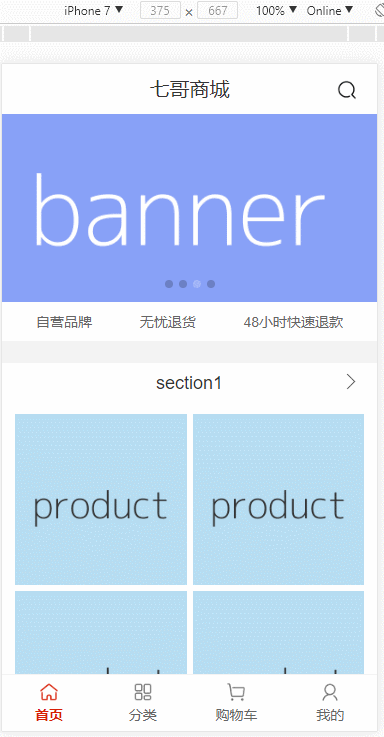 iPhone 7 ▼ 375 × 667 100% ▼ Online ▼
七哥商城
banner
自营品牌 无忧退货 48小时快速退款
section1
product product
首页 分类 购物车 我的